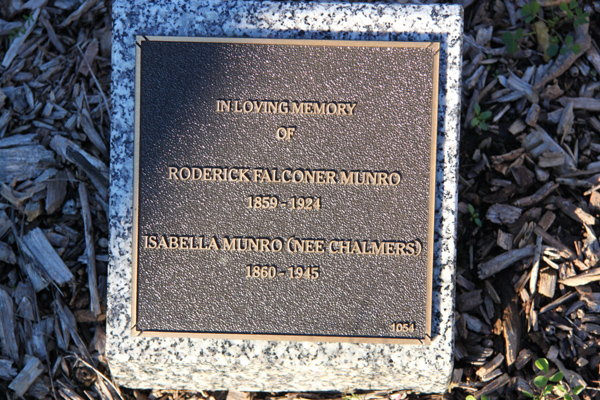 IN LOVING MEMORY
OF
RODERICK FALCONER MUNRO
1859 - 1924
ISABELLA MUNRO (NEE CHALMERS)
1860 - 1945
1054